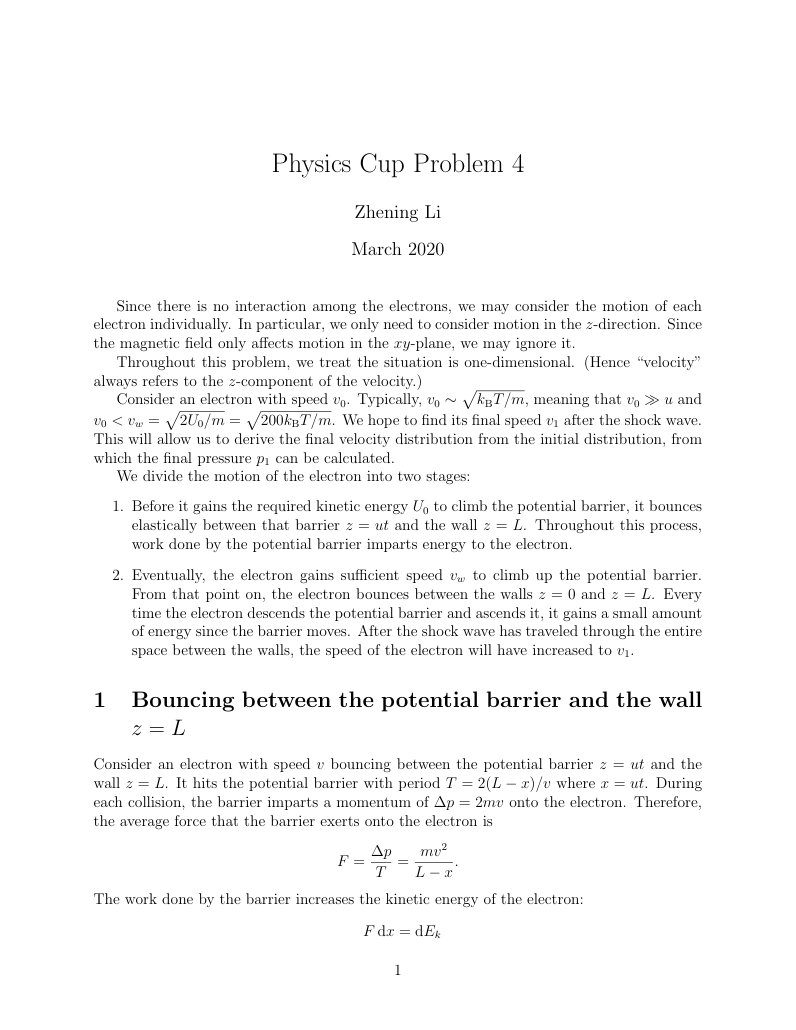 Physics Cup Problem 4
Zhening Li
March 2020
Since there is no interaction among the electrons, we may consider the motion of each
electron individually. In particular, we only need to consider motion in the z-direction. Since
the magnetic field only affects motion in the xy-plane, we may ignore it.
Throughout this problem, we treat the situation is one-dimensional. (Hence “velocity”
always refers to the z-component of the velocity.)
Consider an electron with speed v₀. Typically, v₀ ∼ √(k_BT/m), meaning that v₀ ≫ u and
v₀ < v_w = √(2U₀/m) = √(200k_BT/m). We hope to find its final speed v₁ after the shock wave.
This will allow us to derive the final velocity distribution from the initial distribution, from
which the final pressure p₁ can be calculated.
We divide the motion of the electron into two stages:
1. Before it gains the required kinetic energy U₀ to climb the potential barrier, it bounces
elastically between that barrier z = ut and the wall z = L. Throughout this process,
work done by the potential barrier imparts energy to the electron.
2. Eventually, the electron gains sufficient speed v_w to climb up the potential barrier.
From that point on, the electron bounces between the walls z = 0 and z = L. Every
time the electron descends the potential barrier and ascends it, it gains a small amount
of energy since the barrier moves. After the shock wave has traveled through the entire
space between the walls, the speed of the electron will have increased to v₁.
1 Bouncing between the potential barrier and the wall
z = L
Consider an electron with speed v bouncing between the potential barrier z = ut and the
wall z = L. It hits the potential barrier with period T = 2(L − x)/v where x = ut. During
each collision, the barrier imparts a momentum of Δp = 2mv onto the electron. Therefore,
the average force that the barrier exerts onto the electron is
F = Δp/T = mv²/(L − x).
The work done by the barrier increases the kinetic energy of the electron:
F dx = dE_k
1